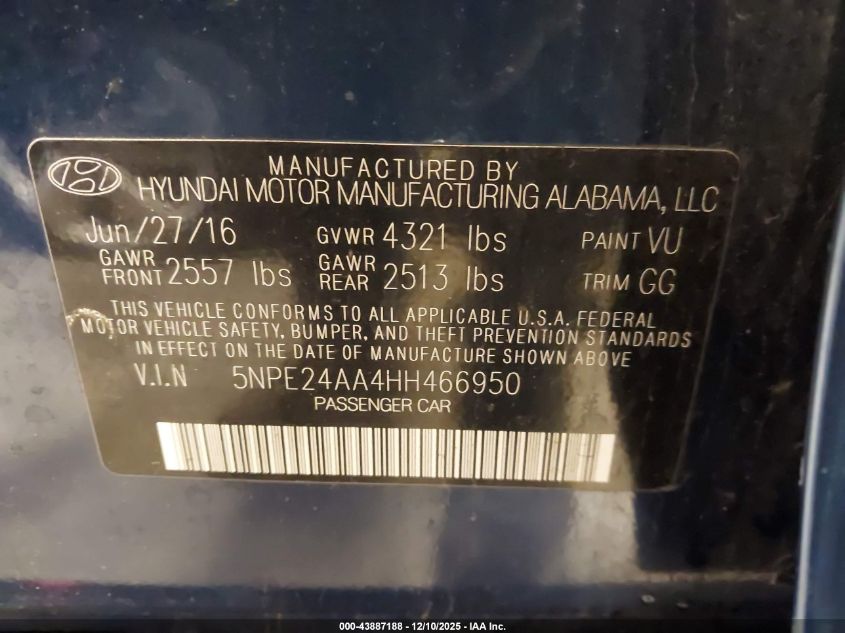 MANUFACTURED BY
HYUNDAI MOTOR MANUFACTURING ALABAMA, LLC
Jun/27/16 GVWR 4321 lbs PAINT VU
GAWR FRONT 2557 lbs GAWR REAR 2513 lbs TRIM GG
THIS VEHICLE CONFORMS TO ALL APPLICABLE U.S.A. FEDERAL
MOTOR VEHICLE SAFETY, BUMPER, AND THEFT PREVENTION STANDARDS
IN EFFECT ON THE DATE OF MANUFACTURE SHOWN ABOVE
V.I.N 5NPE24AA4HH466950
PASSENGER CAR
000-43887188 - 12/10/2025 - IAA Inc.